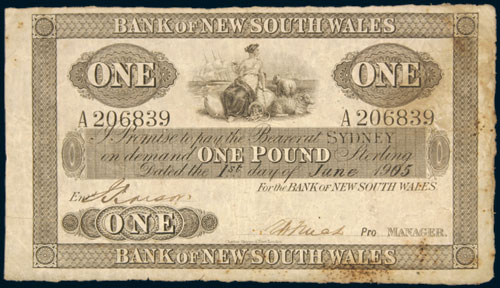 BANK OF NEW SOUTH WALES
ONE ONE
A 206839 A 206839
I Promise to pay the Bearer at SYDNEY
on demand ONE POUND Sterling
Dated the 1st day of June 1905
For the BANK OF NEW SOUTH WALES.
Ent
ONE
Pro MANAGER.
BANK OF NEW SOUTH WALES